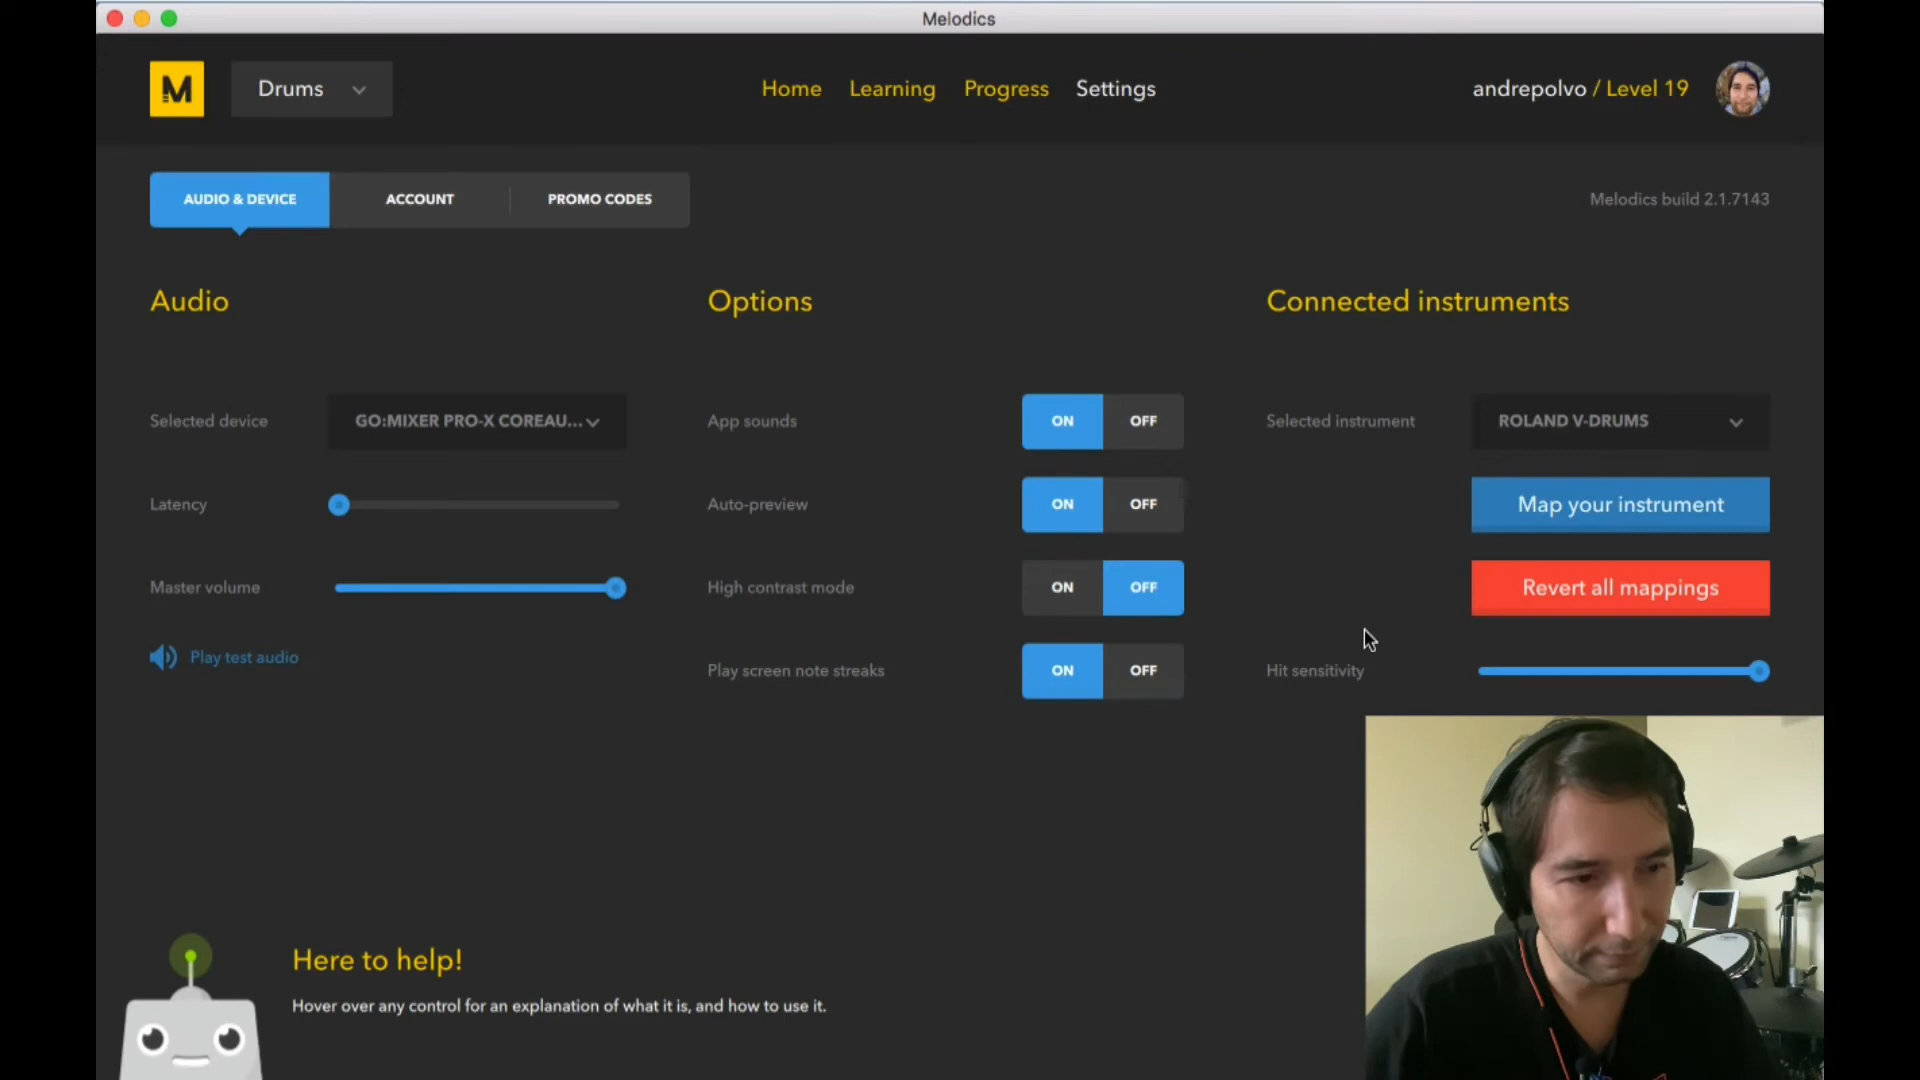 Melodics
M
Drums
Home
Learning
Progress
Settings
andrepolvo / Level 19
AUDIO & DEVICE
ACCOUNT
PROMO CODES
Melodics build 2.1.7143
Audio
Options
Connected instruments
Selected device
GO:MIXER PRO-X COREAU...
App sounds
ON
OFF
Selected instrument
ROLAND V-DRUMS
Latency
Auto-preview
ON
OFF
Map your instrument
Master volume
High contrast mode
ON
OFF
Revert all mappings
Play test audio
Play screen note streaks
ON
OFF
Hit sensitivity
Here to help!
Hover over any control for an explanation of what it is, and how to use it.